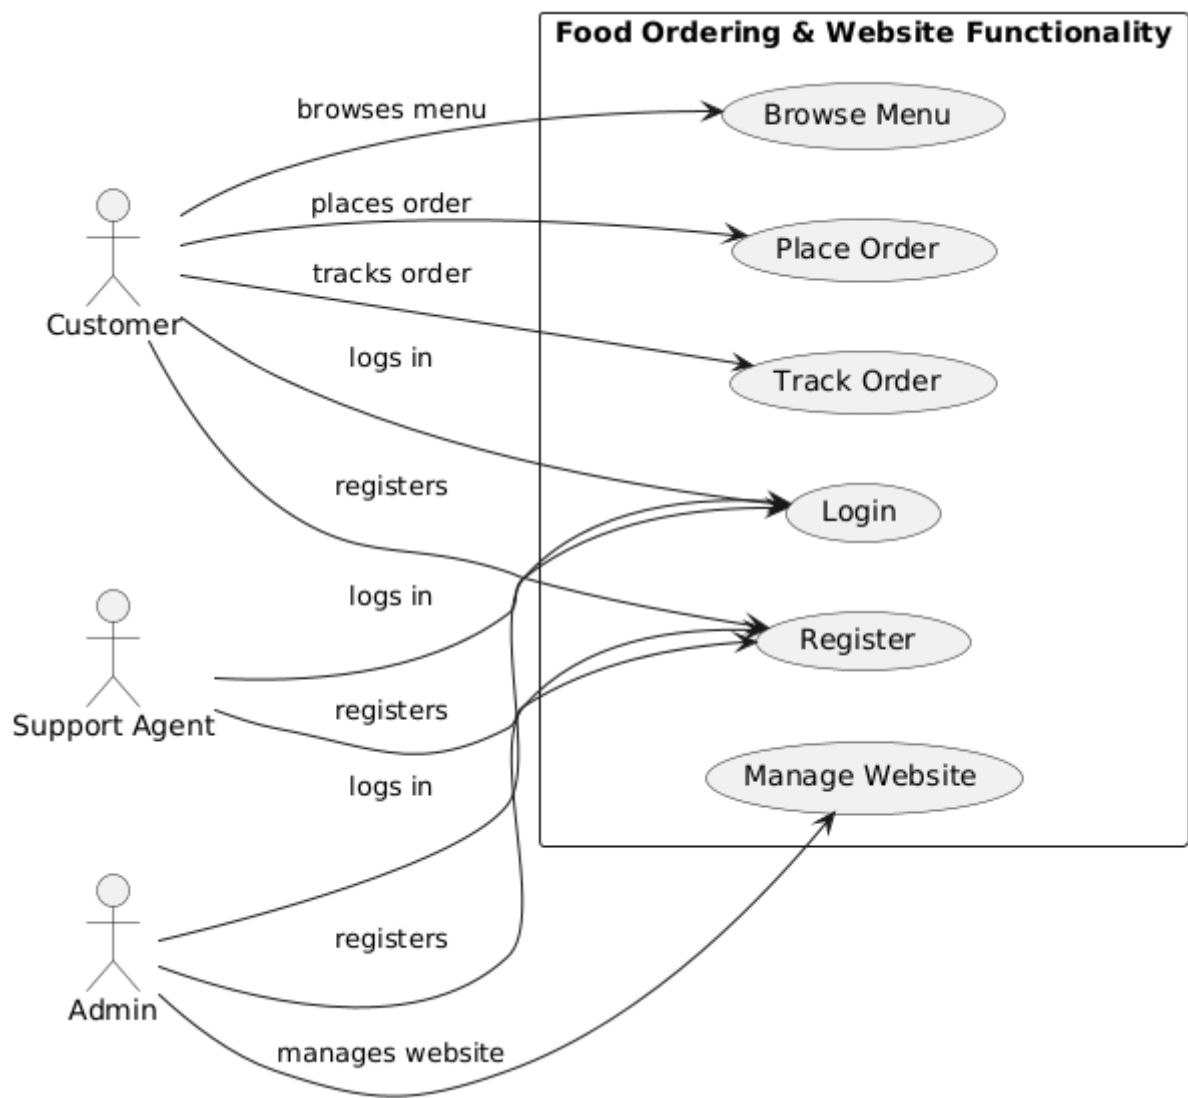 Food Ordering & Website Functionality
browses menu
Browse Menu
places order
Place Order
tracks order
Customer
logs in
Track Order
registers
Login
logs in
Register
Support Agent
registers
logs in
Manage Website
registers
Admin
manages website